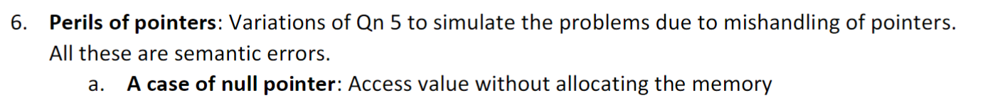 6. Perils of pointers: Variations of Qn 5 to simulate the problems due to mishandling of pointers.
All these are semantic errors.
a. A case of null pointer: Access value without allocating the memory